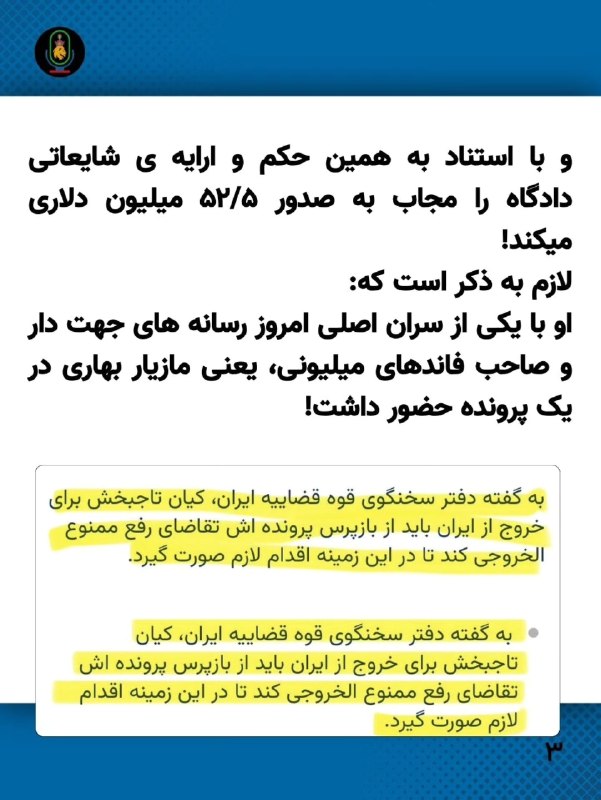 و با استناد به همین حکم و ارایه ی شایعاتی
دادگاه را مجاب به صدور ۵۲/۵ میلیون دلاری
میکند!
لازم به ذکر است که:
او با یکی از سران اصلی امروز رسانه های جهت دار
و صاحب فاندهای میلیونی، یعنی مازیار بهاری در
یک پرونده حضور داشت!
به گفته دفتر سخنگوی قوه قضاییه ایران، کیان تاجبخش برای
خروج از ایران باید از بازپرس پرونده اش تقاضای رفع ممنوع
الخروجی کند تا در این زمینه اقدام لازم صورت گیرد.
به گفته دفتر سخنگوی قوه قضاییه ایران، کیان
تاجبخش برای خروج از ایران باید از بازپرس پرونده اش
تقاضای رفع ممنوع الخروجی کند تا در این زمینه اقدام
لازم صورت گیرد.
۳